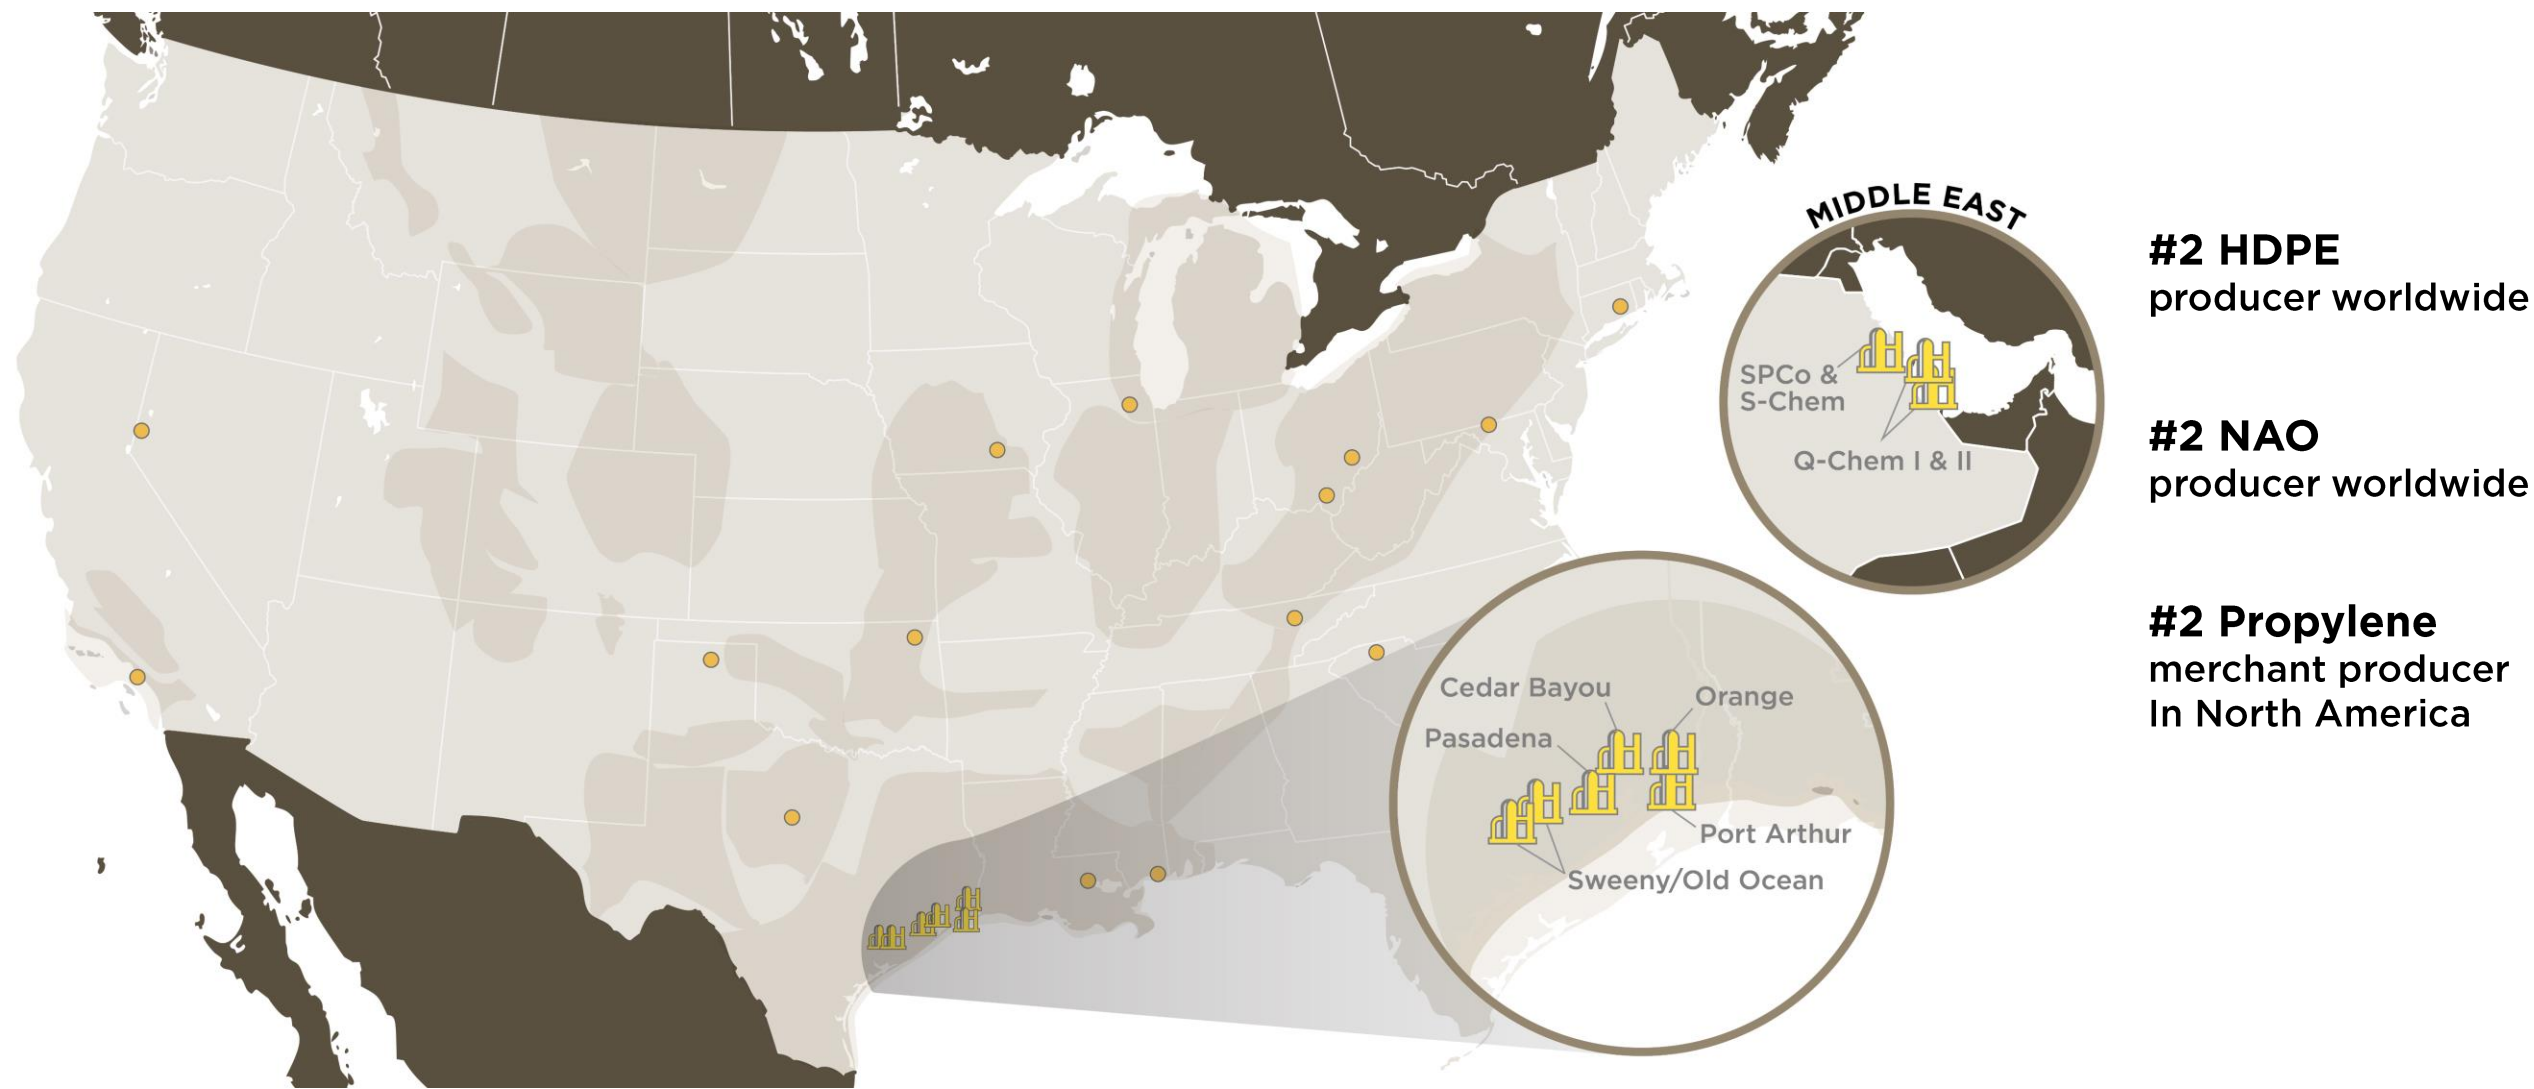 MIDDLE EAST
SPCo &
S-Chem
Q-Chem I & II
#2 HDPE
producer worldwide
#2 NAO
producer worldwide
#2 Propylene
merchant producer
In North America
Cedar Bayou
Orange
Pasadena
Port Arthur
Sweeny/Old Ocean